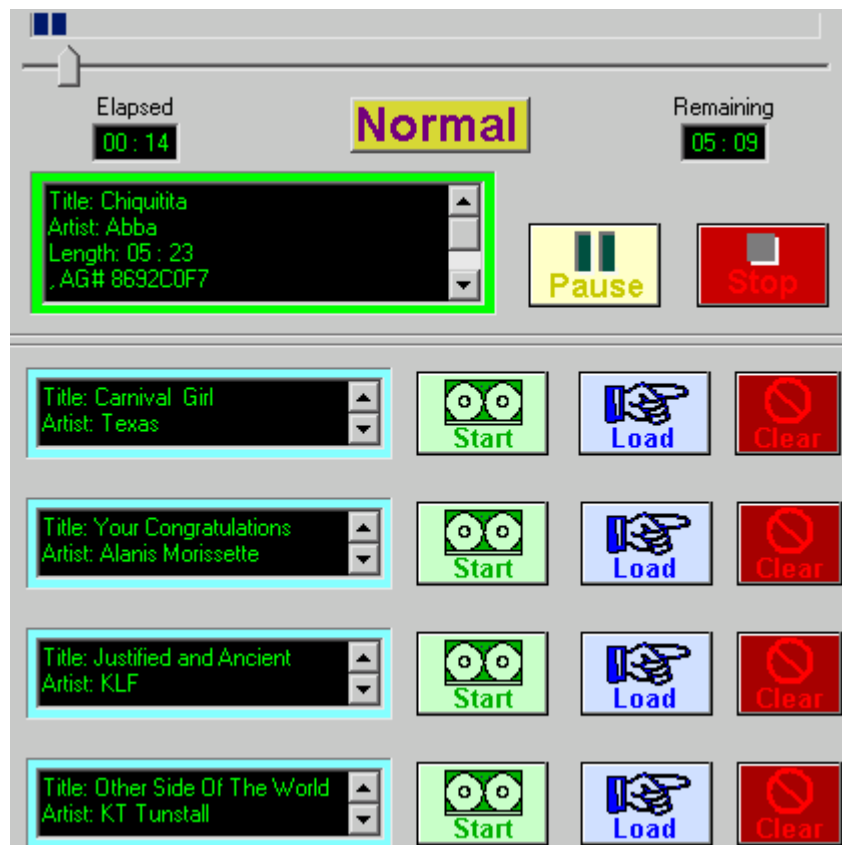 Elapsed
Normal
Remaining
00 : 14
05 : 09
Title: Chiquitita
Artist: Abba
Length: 05 : 23
, AG# 8692C0F7
Pause
Stop
Title: Carnival  Girl
Artist: Texas
Start
Load
Clear
Title: Your Congratulations
Artist: Alanis Morissette
Start
Load
Clear
Title: Justified and Ancient
Artist: KLF
Start
Load
Clear
Title: Other Side Of The World
Artist: KT Tunstall
Start
Load
Clear